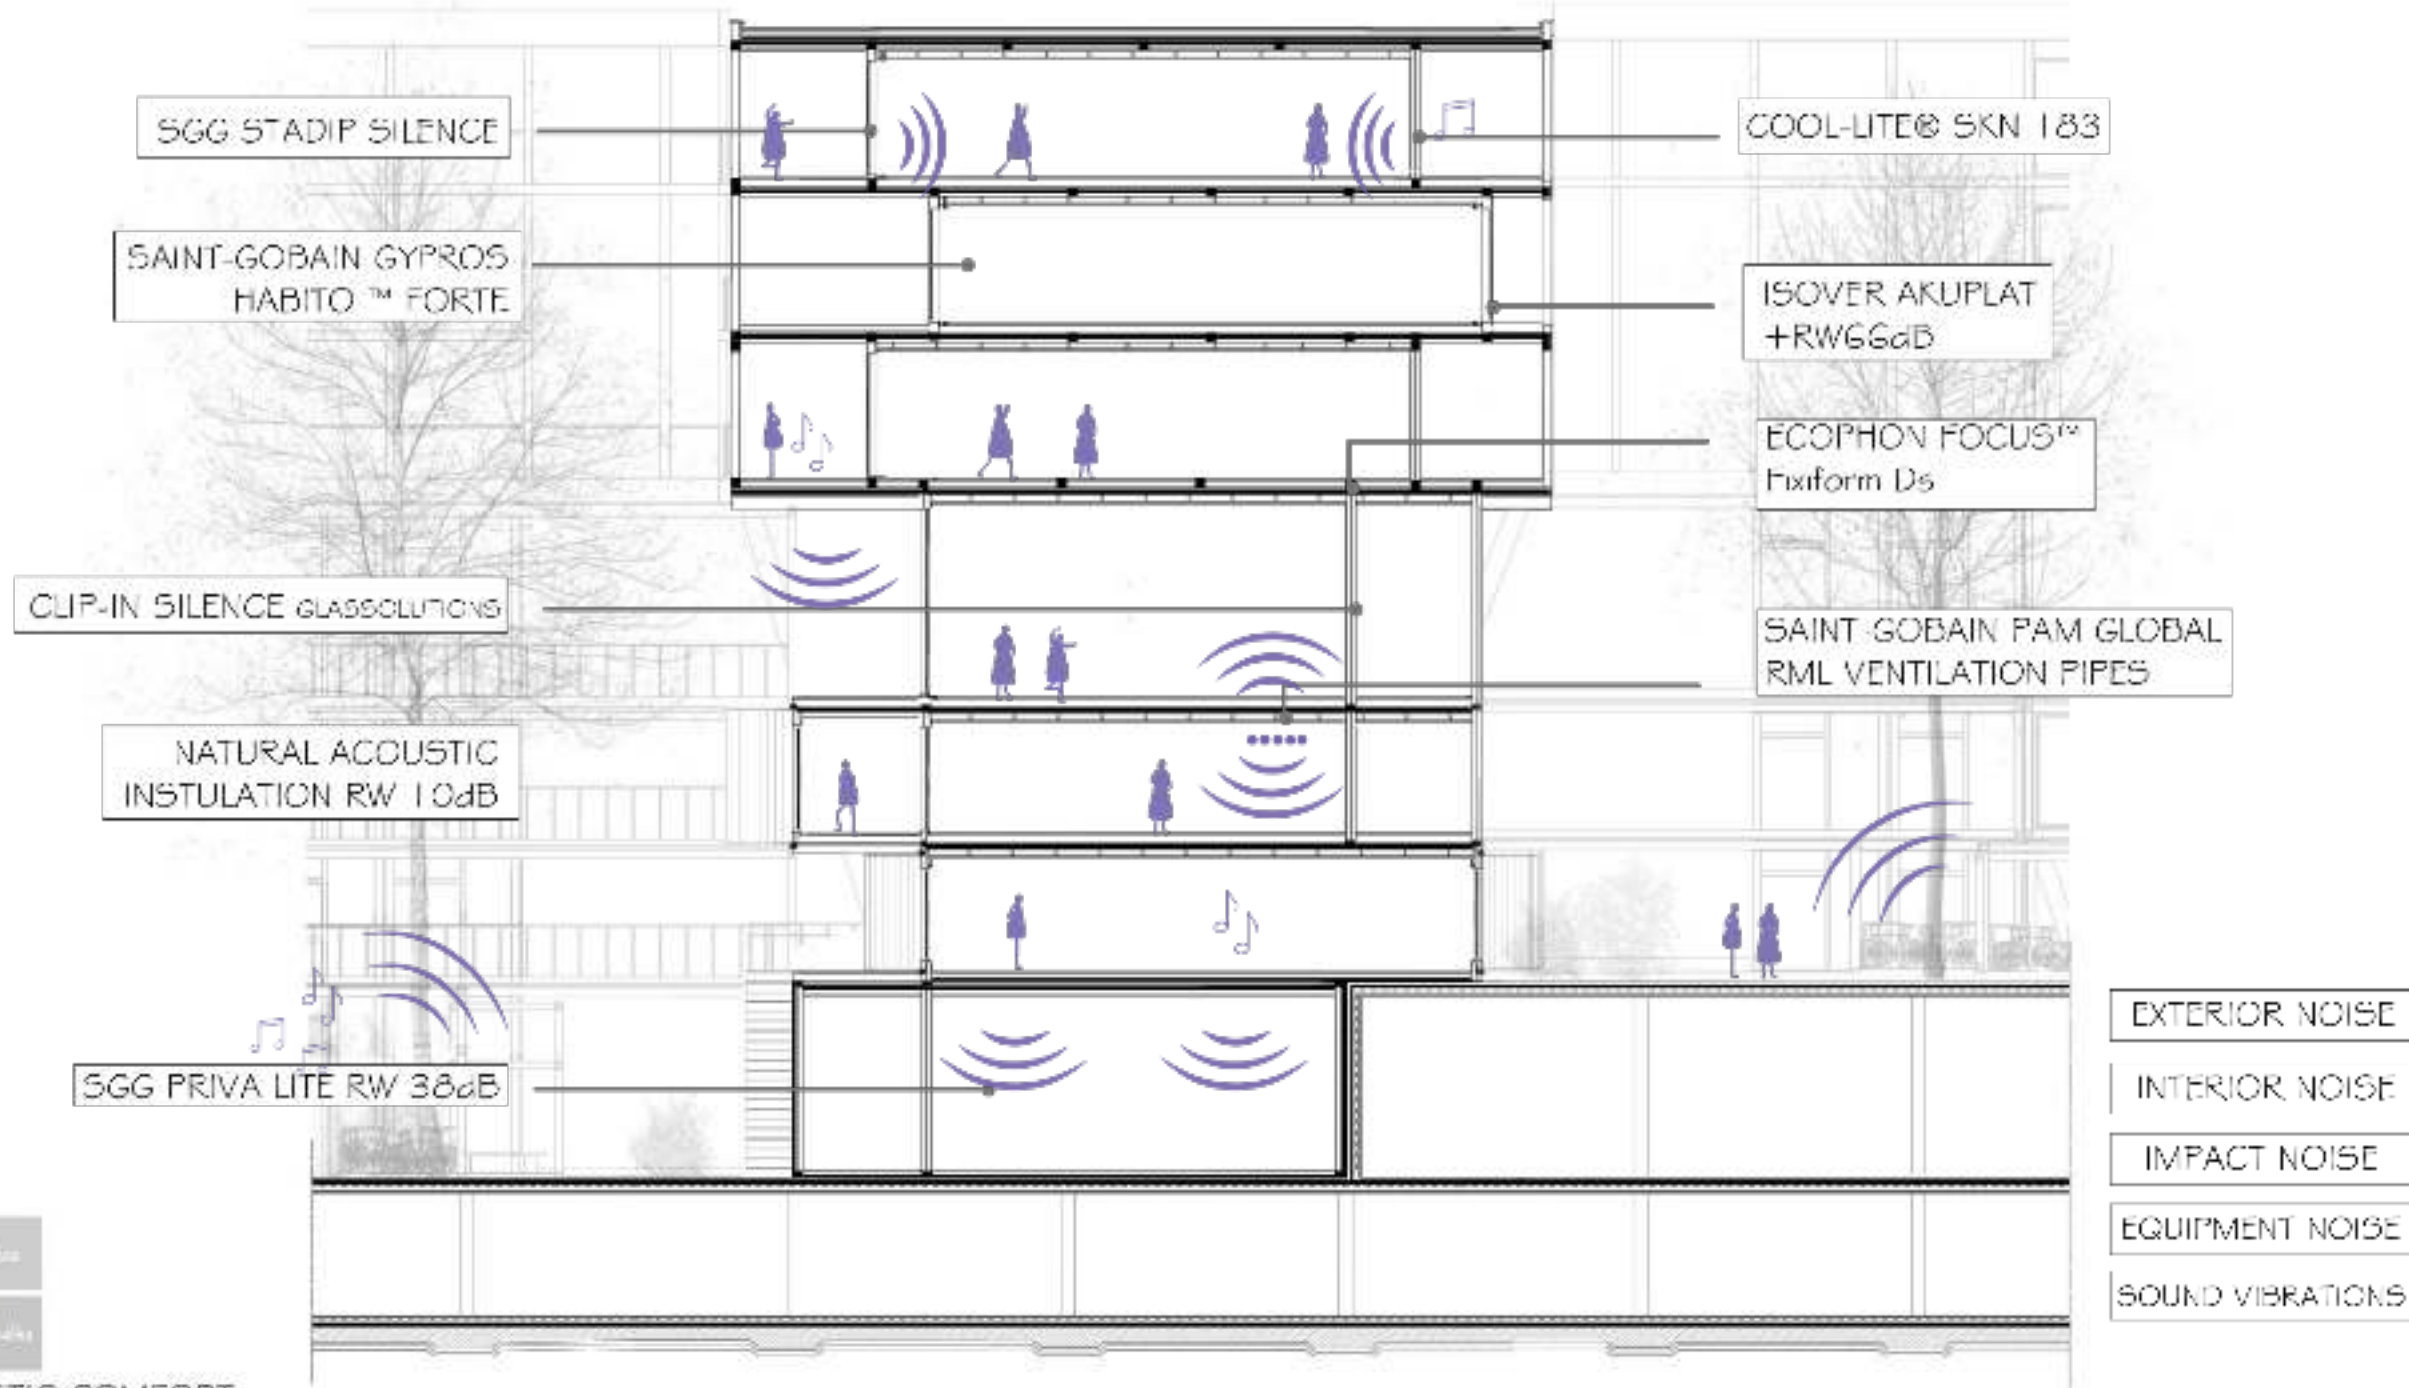 SGG STADIP SILENCE
COOL-LITE® SKN 183
SAINT-GOBAIN GYPROS
HABITO ™ FORTE
ISOVER AKUPLAT
+RW66dB
ECOPHON FOCUS™
Fixiform Ds
CLIP-IN SILENCE GLASSOLUTIONS
SAINT-GOBAIN PAM GLOBAL
RML VENTILATION PIPES
NATURAL ACOUSTIC
INSTULATION RW 10dB
SGG PRIVA LITE RW 38dB
EXTERIOR NOISE
INTERIOR NOISE
IMPACT NOISE
EQUIPMENT NOISE
SOUND VIBRATIONS
COMFORT